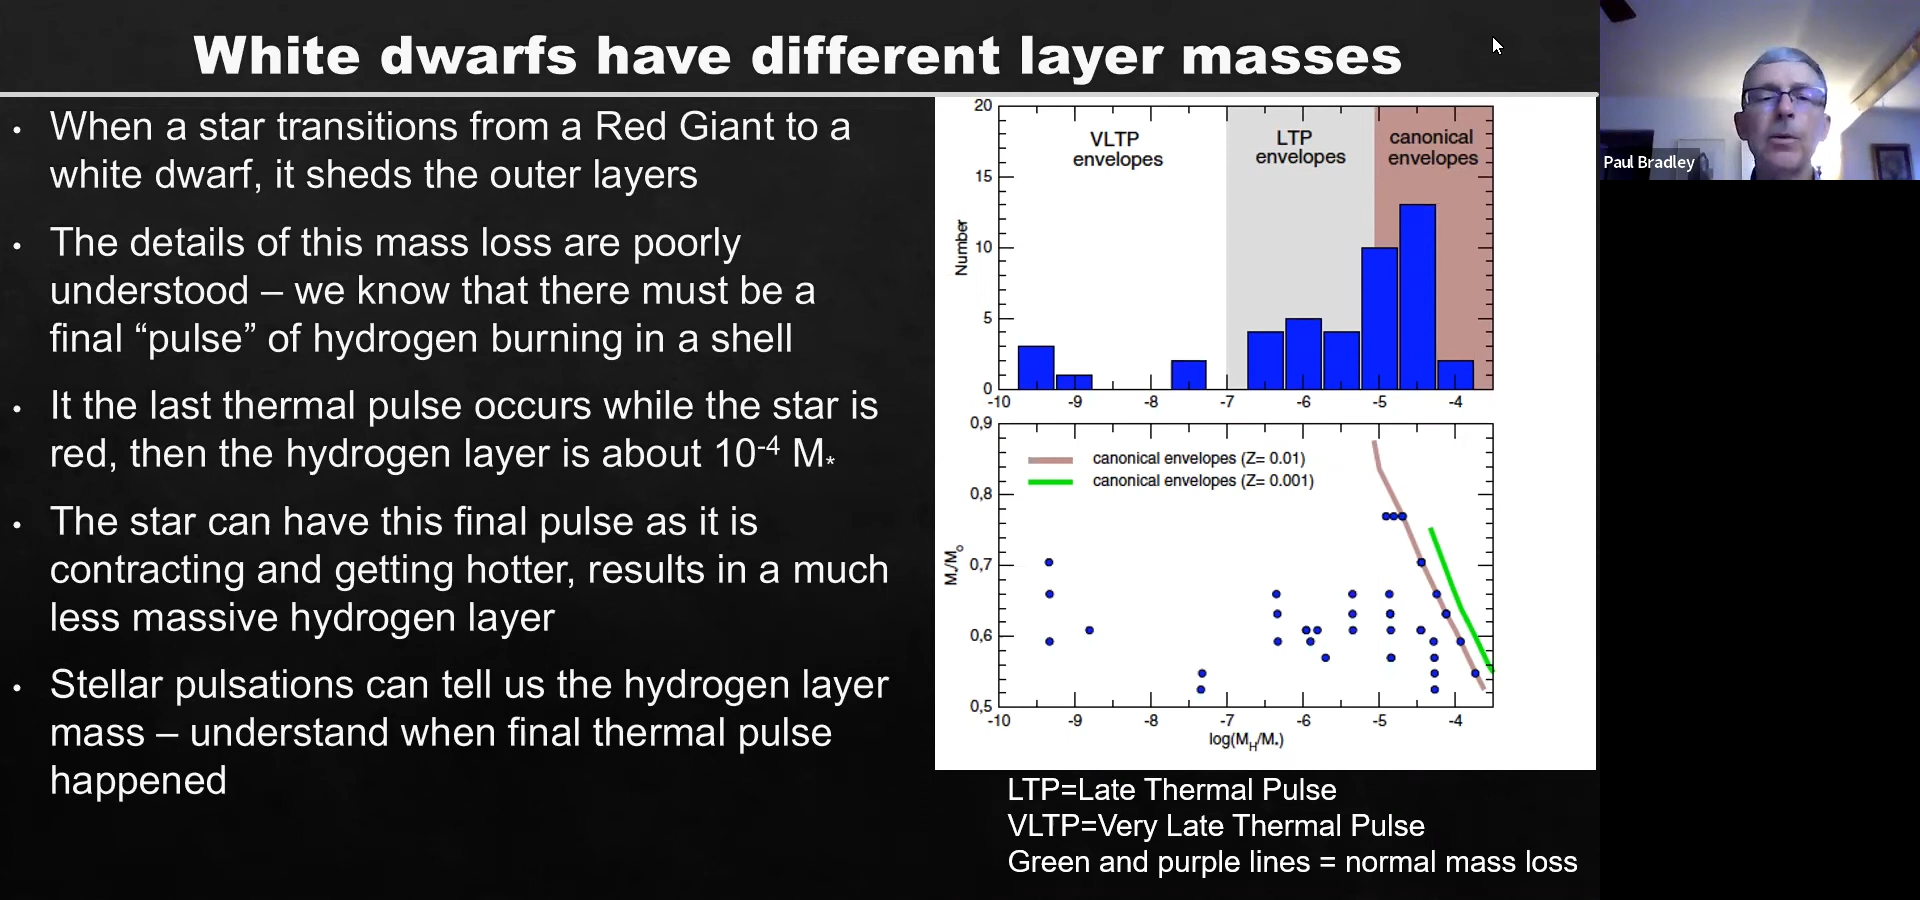 White dwarfs have different layer masses
• When a star transitions from a Red Giant to a
white dwarf, it sheds the outer layers
• The details of this mass loss are poorly
understood – we know that there must be a
final “pulse” of hydrogen burning in a shell
• It the last thermal pulse occurs while the star is
red, then the hydrogen layer is about 10-4 M*
• The star can have this final pulse as it is
contracting and getting hotter, results in a much
less massive hydrogen layer
• Stellar pulsations can tell us the hydrogen layer
mass – understand when final thermal pulse
happened
20
15
10
5
0
Number
VLTP
envelopes
LTP
envelopes
canonical
envelopes
-10 -9 -8 -7 -6 -5 -4
0,9
0,8
0,7
0,6
0,5
M*/M☉
canonical envelopes (Z= 0.01)
canonical envelopes (Z= 0.001)
-10 -9 -8 -7 -6 -5 -4
log(MH/M*)
LTP=Late Thermal Pulse
VLTP=Very Late Thermal Pulse
Green and purple lines = normal mass loss
Paul Bradley